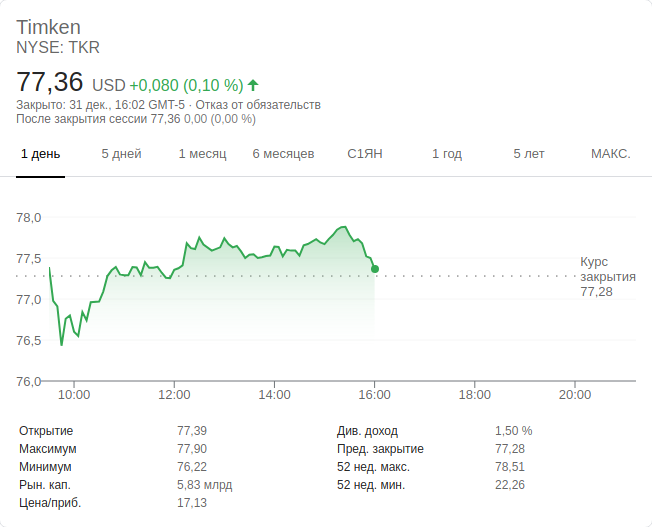 Timken
NYSE: TKR
77,36 USD +0,080 (0,10 %)
Закрыто: 31 дек., 16:02 GMT-5 · Отказ от обязательств
После закрытия сессии 77,36 0,00 (0,00 %)
1 день 5 дней 1 месяц 6 месяцев С1ЯН 1 год 5 лет МАКС.
78,0
77,5
77,0
76,5
76,0
Курс
закрытия
77,28
10:00 12:00 14:00 16:00 18:00 20:00
Открытие 77,39 Див. доход 1,50 %
Максимум 77,90 Пред. закрытие 77,28
Минимум 76,22 52 нед. макс. 78,51
Рын. кап. 5,83 млрд 52 нед. мин. 22,26
Цена/приб. 17,13